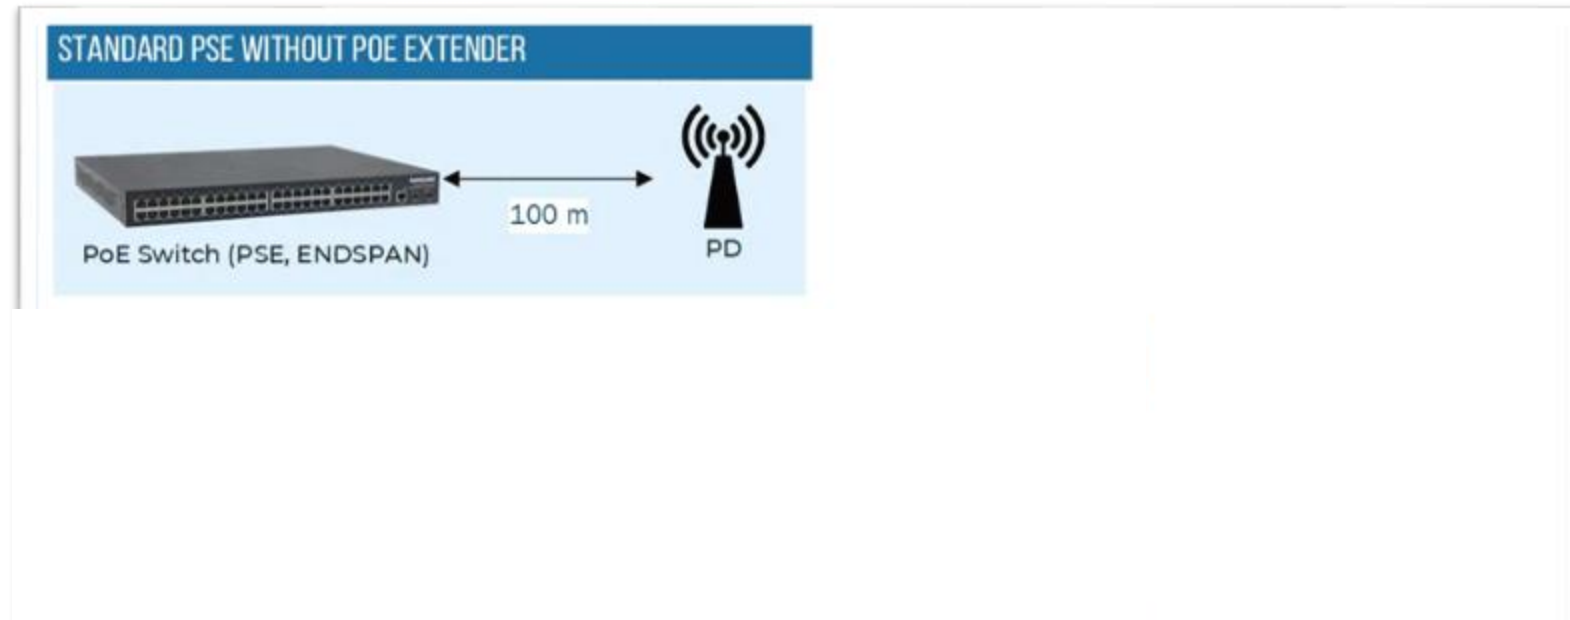 STANDARD PSE WITHOUT POE EXTENDER
100 m
PoE Switch (PSE, ENDSPAN)
PD